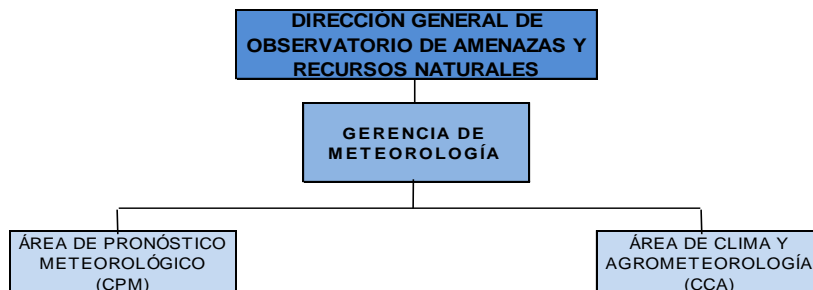 DIRECCIÓN GENERAL DE
OBSERVATORIO DE AMENAZAS Y
RECURSOS NATURALES
GERENCIA DE
METEOROLOGÍA
ÁREA DE PRONÓSTICO
METEOROLÓGICO
(CPM)
ÁREA DE CLIMA Y
AGROMETEOROLOGÍA
(CCA)